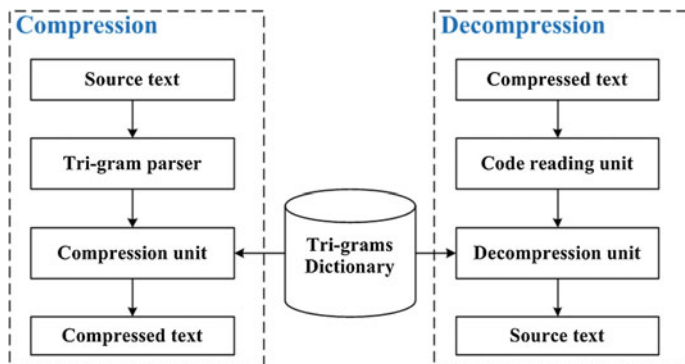 Compression
Source text
Tri-gram parser
Compression unit
Compressed text
Tri-grams
Dictionary
Decompression
Compressed text
Code reading unit
Decompression unit
Source text